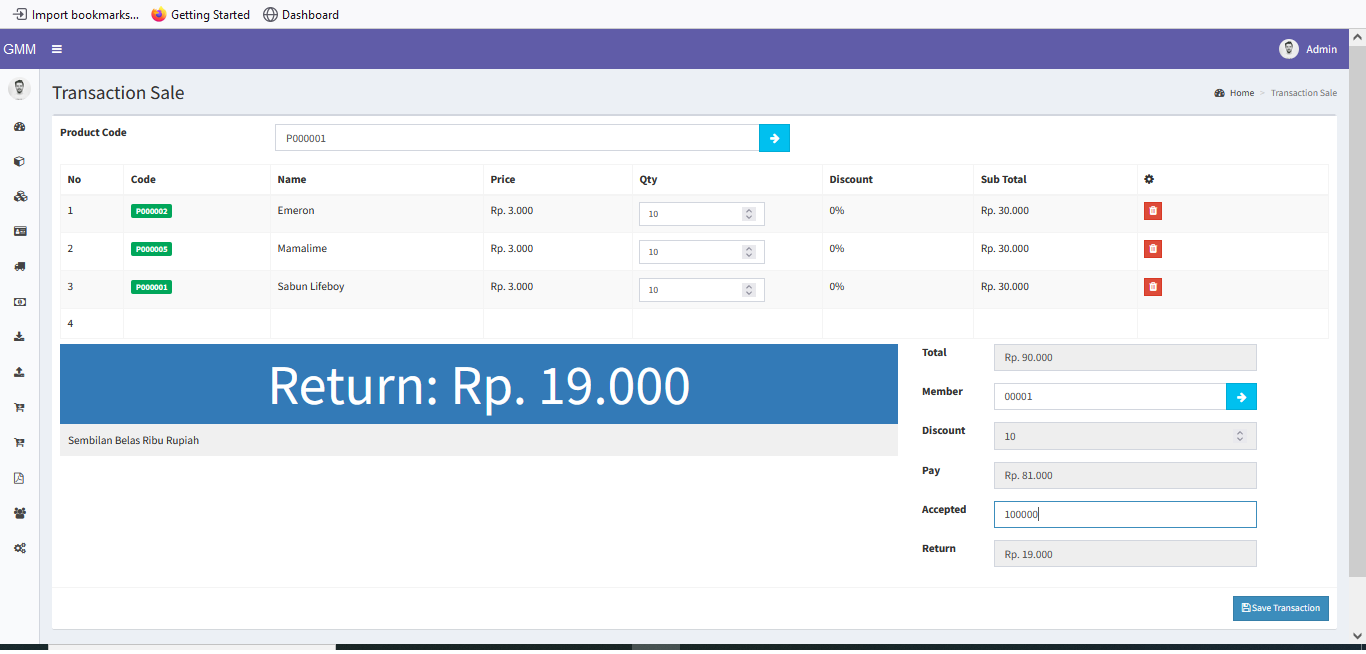 Import bookmarks... Getting Started Dashboard
GMM Admin
Transaction Sale Home > Transaction Sale
Product Code P000001
No Code Name Price Qty Discount Sub Total
1 P000002 Emeron Rp. 3.000 10 0% Rp. 30.000
2 P000005 Mamalime Rp. 3.000 10 0% Rp. 30.000
3 P000001 Sabun Lifeboy Rp. 3.000 10 0% Rp. 30.000
4
Return: Rp. 19.000
Sembilan Belas Ribu Rupiah
Total Rp. 90.000
Member 00001
Discount 10
Pay Rp. 81.000
Accepted 100000
Return Rp. 19.000
Save Transaction